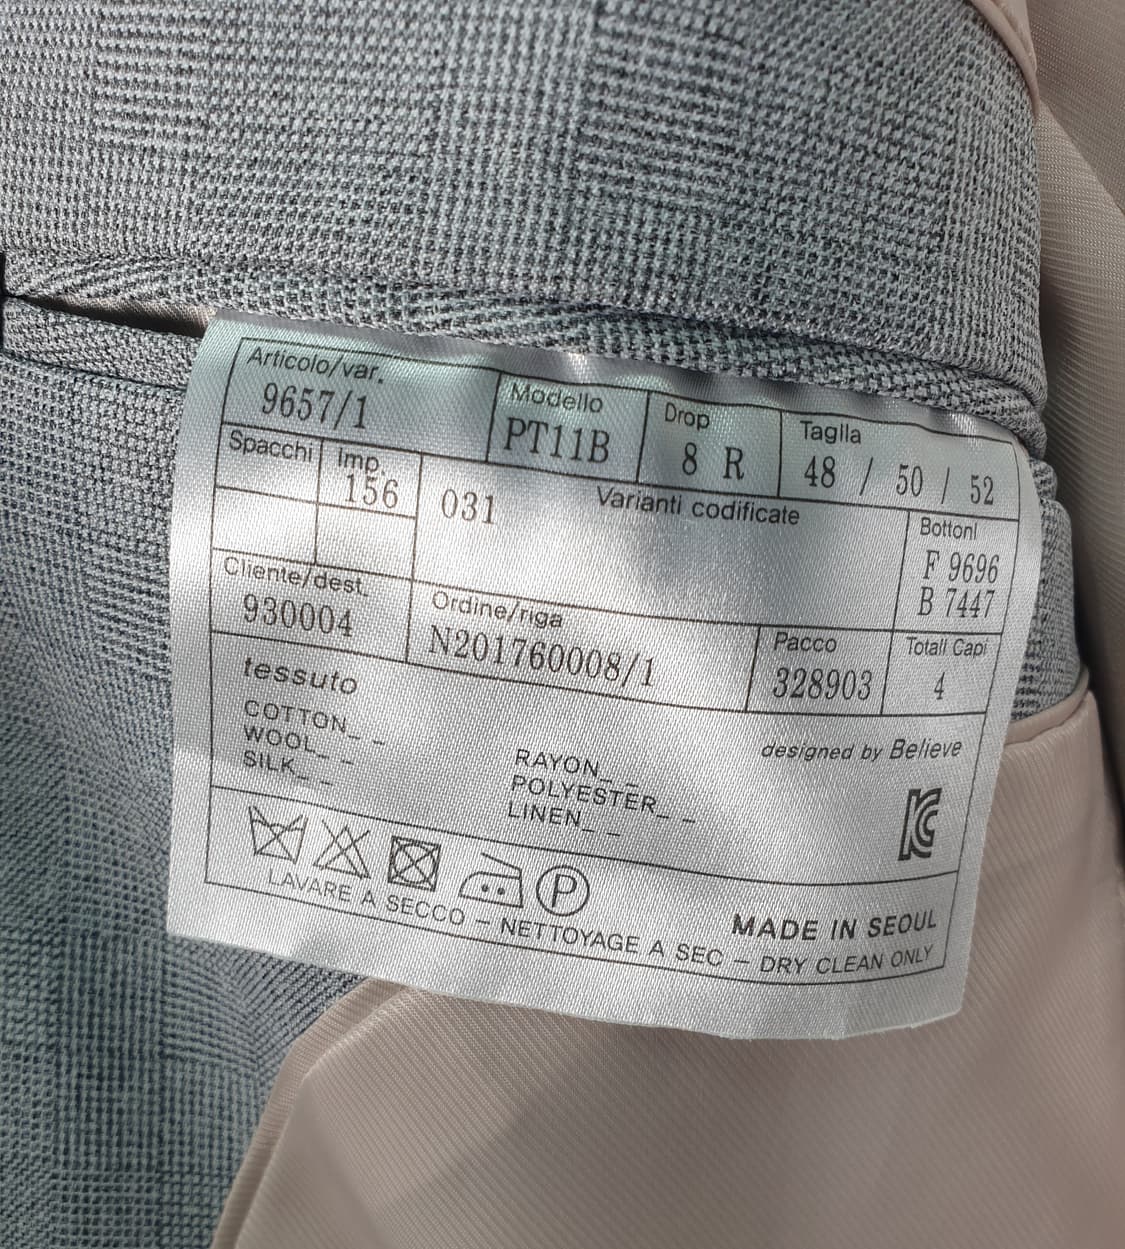 Articolo/var.
9657/1
Modello
PT11B
Drop
8 R
Taglia
48 / 50 / 52
Spacchi
Imp.
156
031
Varianti codificate
Bottoni
F 9696
B 7447
Cliente/dest.
930004
Ordine/riga
N201760008/1
Pacco
328903
Totali Capi
4
tessuto
COTTON_ _
WOOL_ _
SILK_ _
RAYON_ _
POLYESTER_ _
LINEN_ _
designed by Believe
KC
P
MADE IN SEOUL
LAVARE A SECCO - NETTOYAGE A SEC - DRY CLEAN ONLY